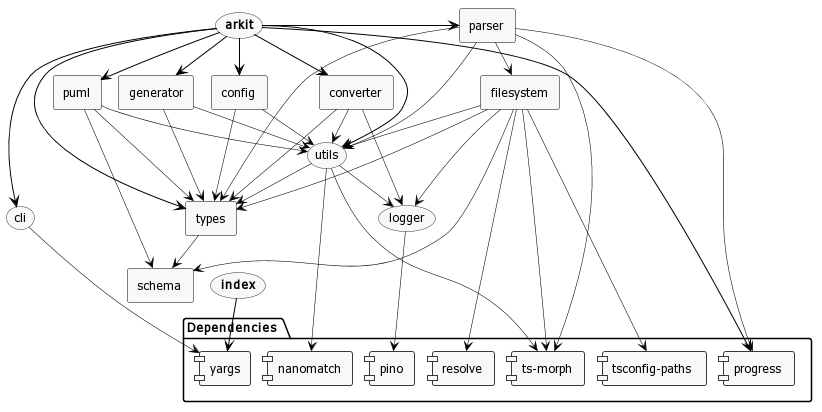 arkit
parser
puml
generator
config
converter
filesystem
utils
cli
types
logger
schema
index
Dependencies
yargs
nanomatch
pino
resolve
ts-morph
tsconfig-paths
progress